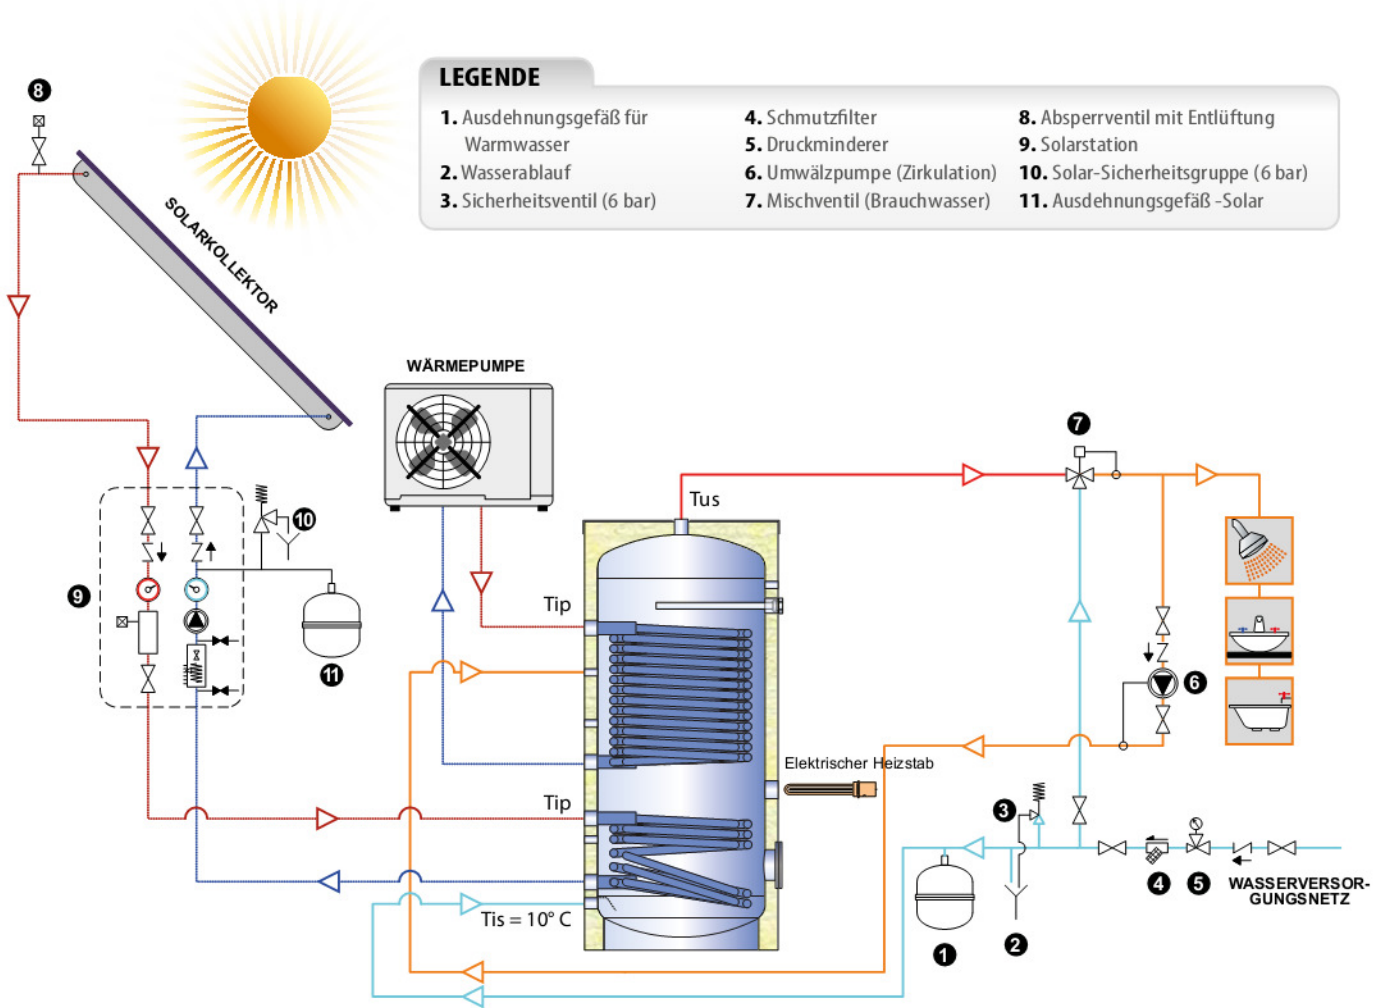 LEGENDE
1. Ausdehnungsgefäß für
Warmwasser
2. Wasserablauf
3. Sicherheitsventil (6 bar)
4. Schmutzfilter
5. Druckminderer
6. Umwälzpumpe (Zirkulation)
7. Mischventil (Brauchwasser)
8. Absperrventil mit Entlüftung
9. Solarstation
10. Solar-Sicherheitsgruppe (6 bar)
11. Ausdehnungsgefäß -Solar
8
SOLARKOLLEKTOR
WÄRMEPUMPE
7
Tus
10
9
11
Tip
6
Elektrischer Heizstab
Tip
3
4
5
WASSERVERSOR-
GUNGSNETZ
Tis = 10° C
1
2